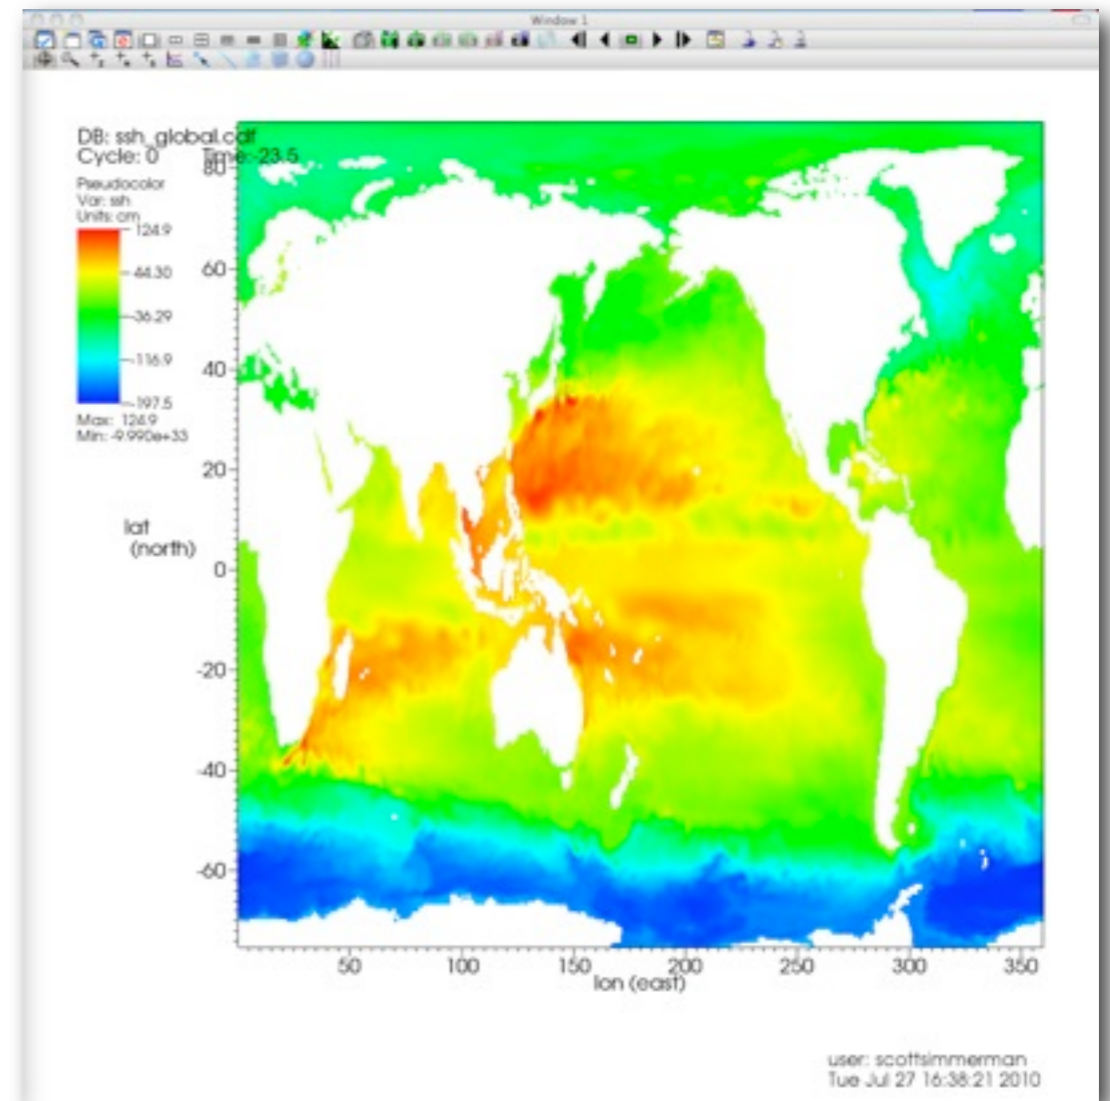 Window 1
DB: ssh_global.cdf
Cycle: 0 Time:-23.5
Pseudocolor
Var: ssh
Units: cm
124.9
44.30
-36.29
-116.9
-197.5
Max: 124.9
Min: -9.990e+33
80
60
40
20
0
-20
-40
-60
lat
(north)
50 100 150 200 250 300 350
lon (east)
user: scottsimmerman
Tue Jul 27 16:38:21 2010